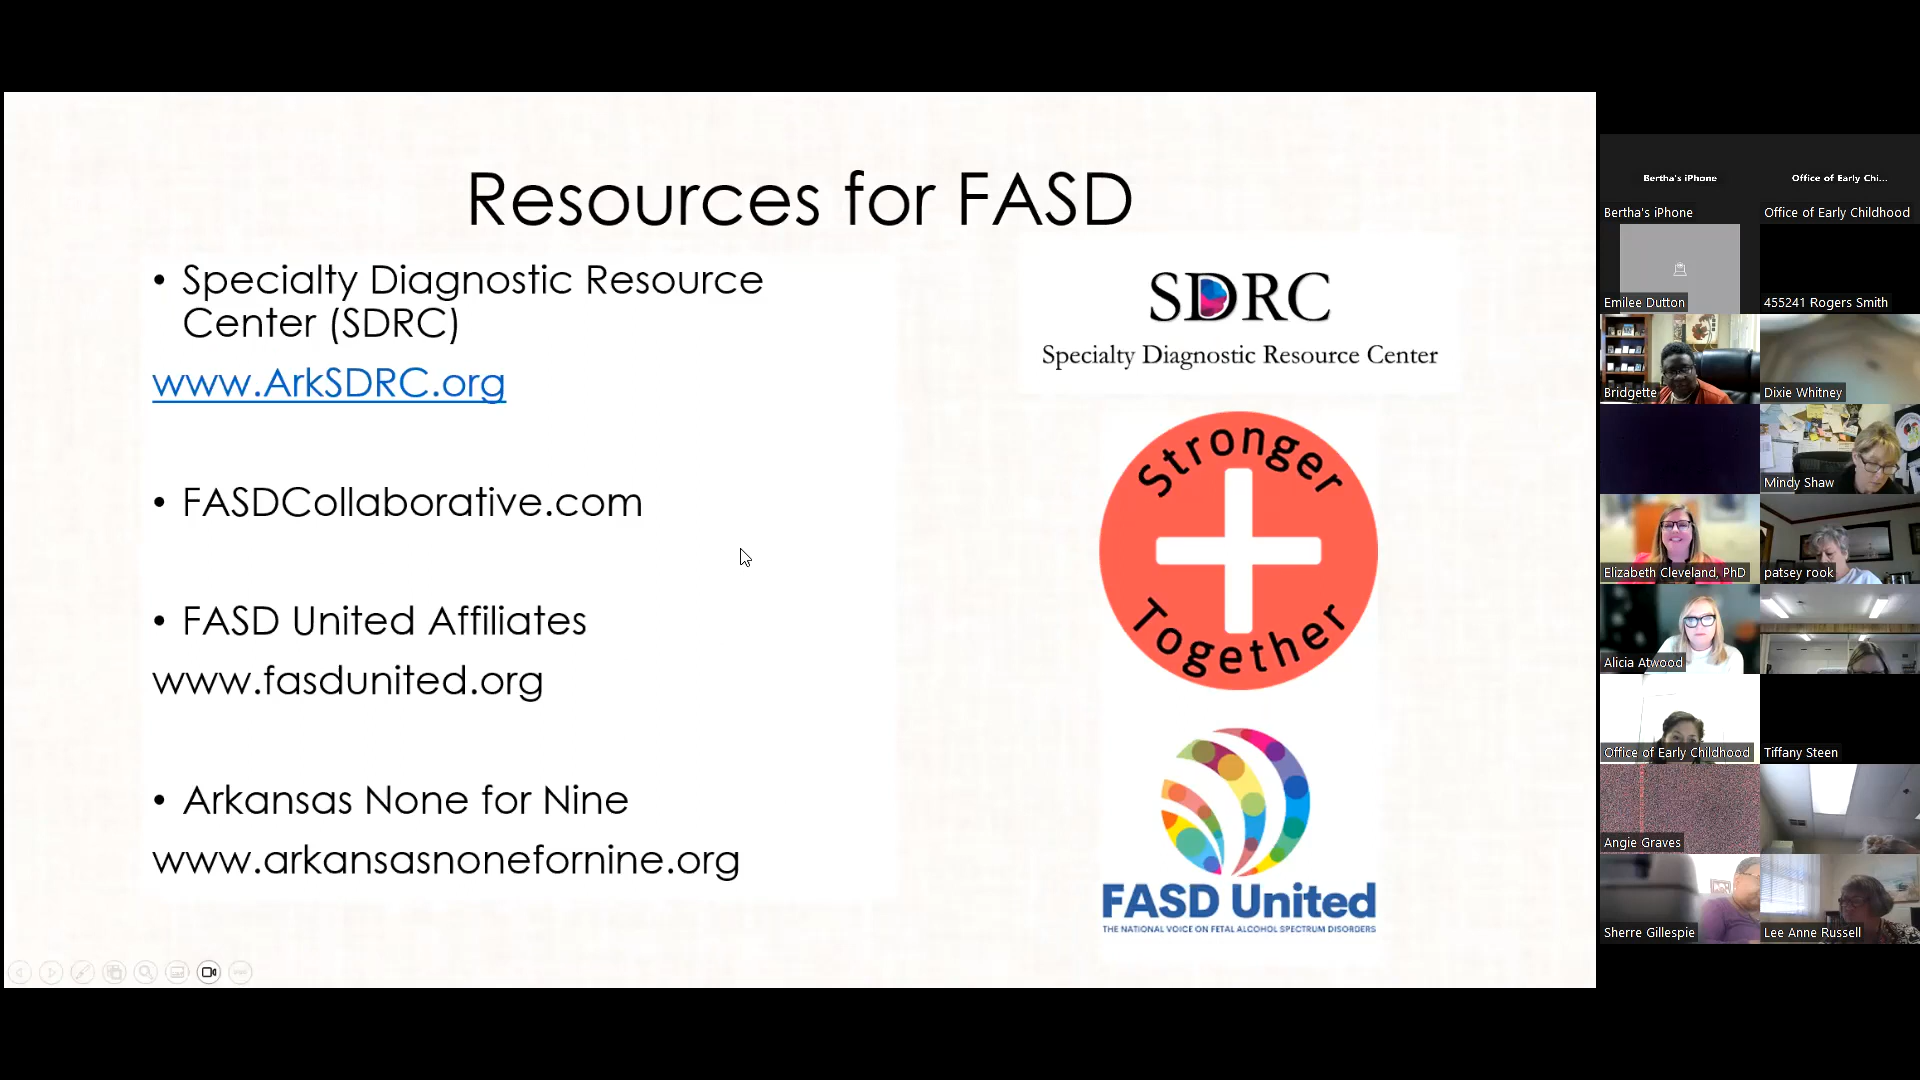 Resources for FASD
• Specialty Diagnostic Resource
Center (SDRC)
www.ArkSDRC.org
• FASDCollaborative.com
• FASD United Affiliates
www.fasdunited.org
• Arkansas None for Nine
www.arkansasnonefornine.org
SDRC
Specialty Diagnostic Resource Center
Stronger
Together
FASD United
THE NATIONAL VOICE ON FETAL ALCOHOL SPECTRUM DISORDERS
Bertha's iPhone
Office of Early Chi...
Bertha's iPhone
Office of Early Childhood
Emilee Dutton
455241 Rogers Smith
Bridgette
Dixie Whitney
Mindy Shaw
Elizabeth Cleveland, PhD
patsey rook
Alicia Atwood
Office of Early Childhood
Tiffany Steen
Angie Graves
Sherre Gillespie
Lee Anne Russell